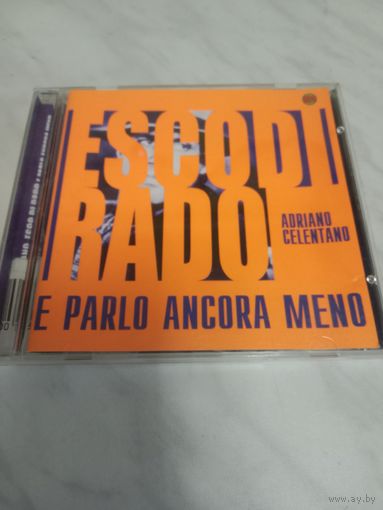 ESCO DI
RADO
ADRIANO
CELENTANO
E PARLO ANCORA MENO
www.ay.by